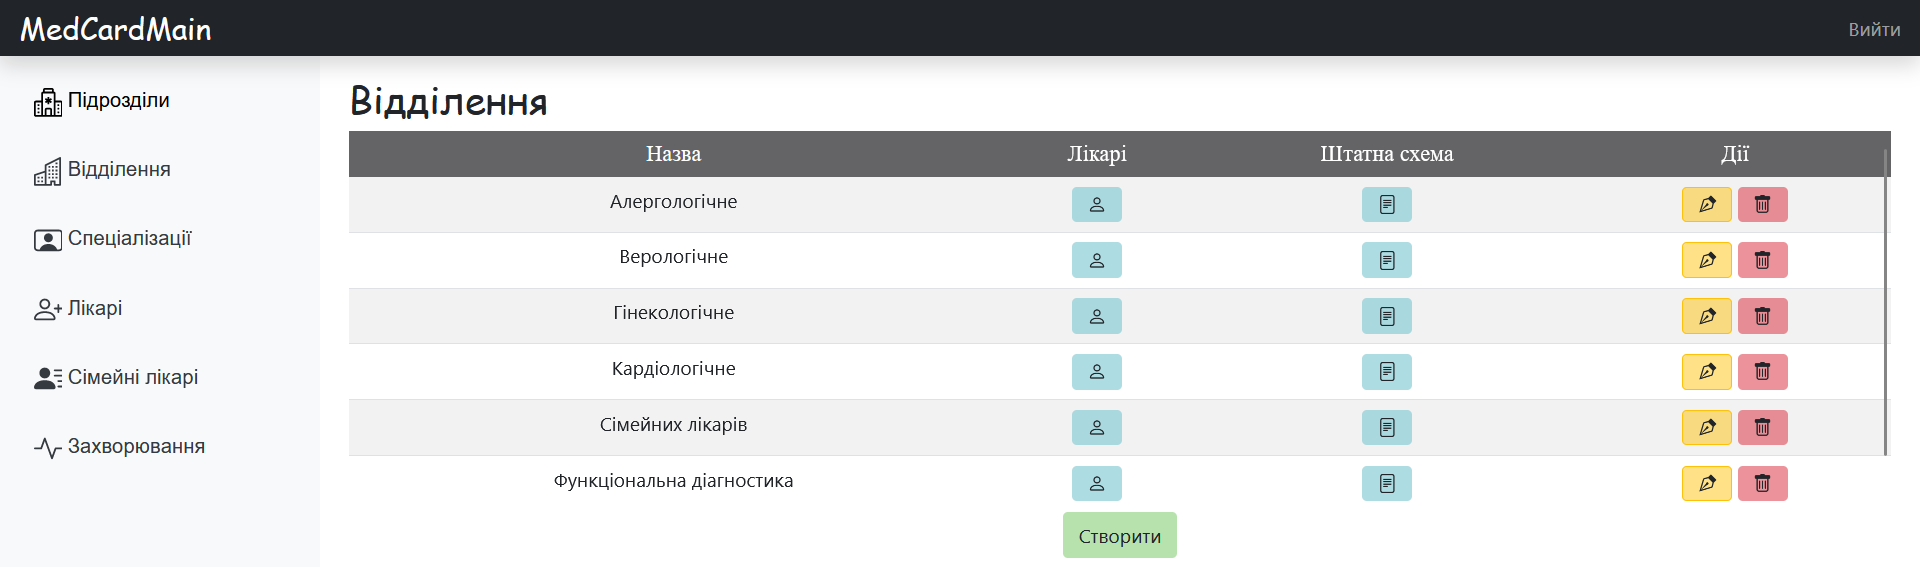 MedCardMain
Вийти
Підрозділи
Відділення
Спеціалізації
Лікарі
Сімейні лікарі
Захворювання
Відділення
Назва Лікарі Штатна схема Дії
Алергологічне
Верологічне
Гінекологічне
Кардіологічне
Сімейних лікарів
Функціональна діагностика
Створити